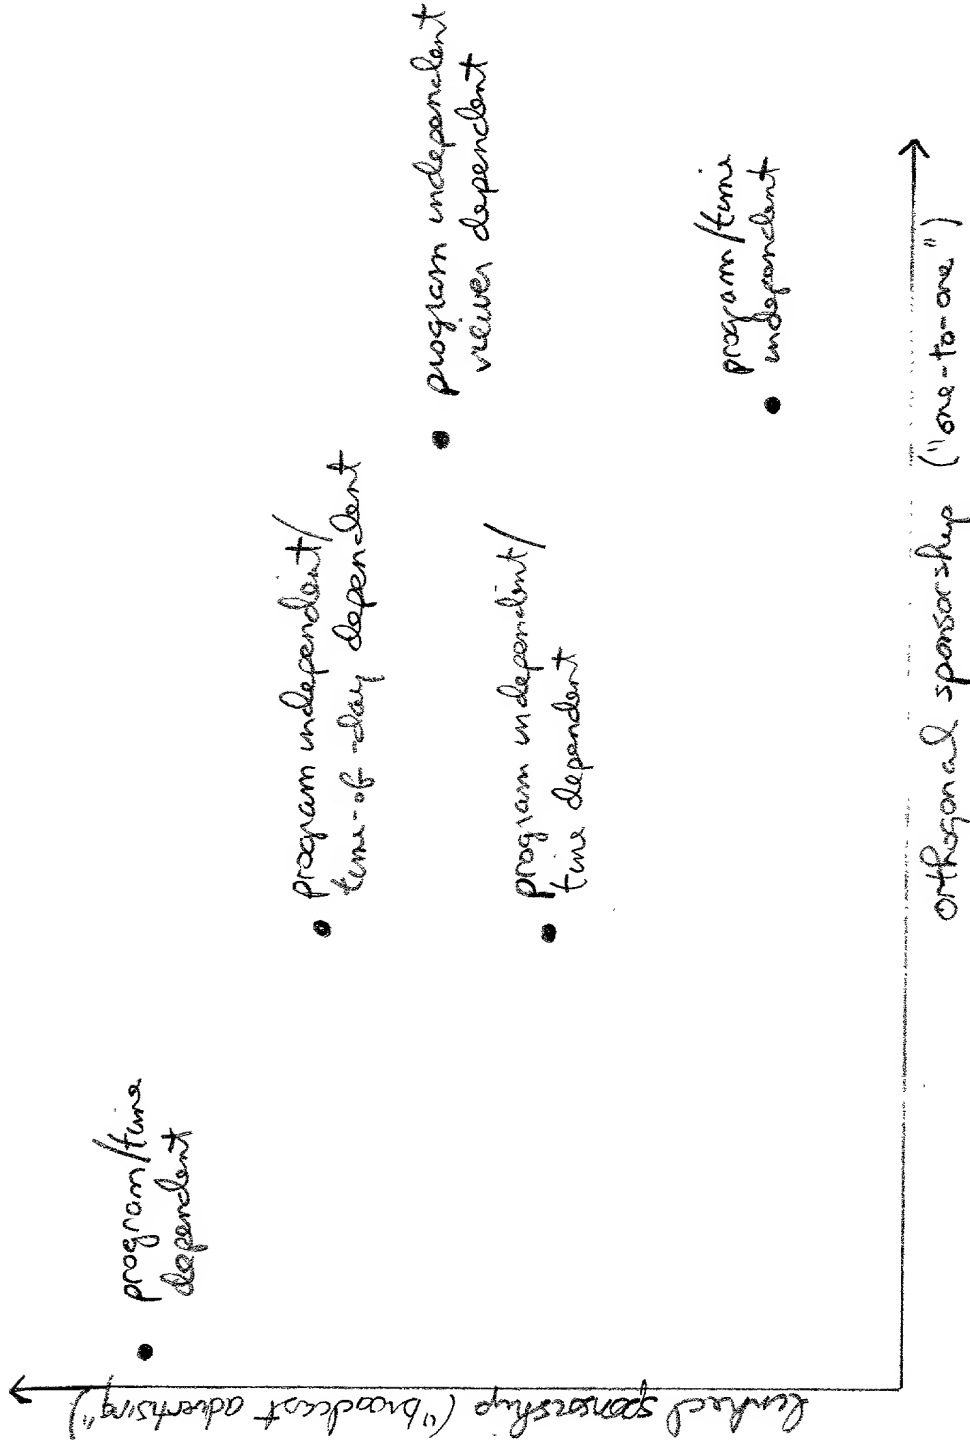 linked sponsorship ("broadcast advertising")
program/time
dependent
program independent/
time-of-day dependent
program independent/
time dependent
program independent
viewer dependent
program/time
independent
orthogonal sponsorship ("one-to-one")